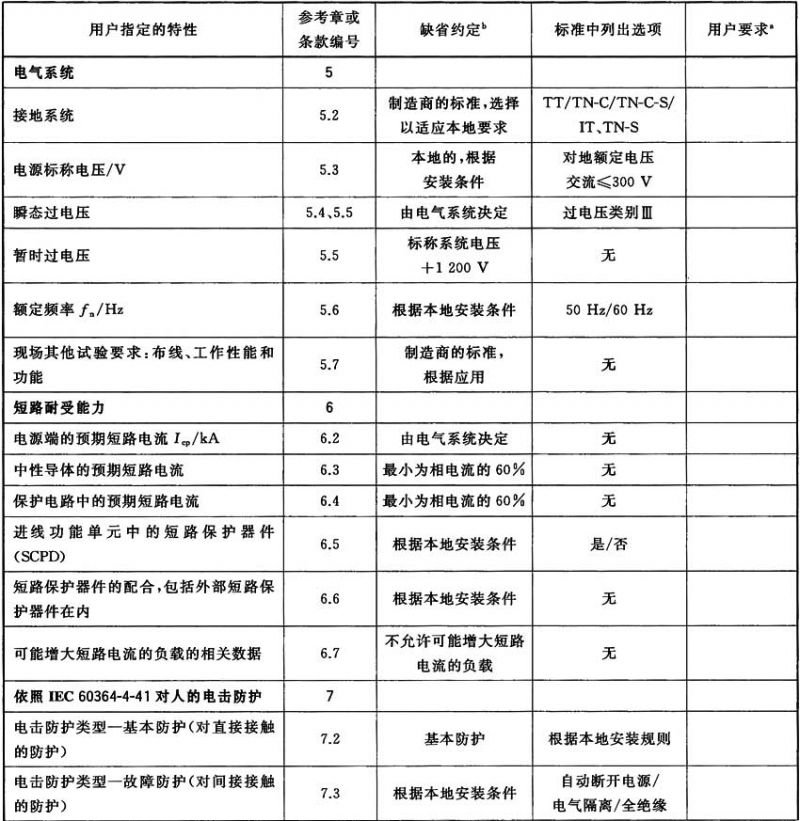 用户指定的特性
参考章或
条款编号
缺省约定ᵇ
标准中列出选项
用户要求ᵃ
电气系统
5
接地系统
5.2
制造商的标准,选择
以适应本地要求
TT/TN-C/TN-C-S/
IT、TN-S
电源标称电压/V
5.3
本地的,根据
安装条件
对地额定电压
交流≤300 V
瞬态过电压
5.4、5.5
由电气系统决定
过电压类别Ⅲ
暂时过电压
5.5
标称系统电压
+1 200 V
无
额定频率 fₙ/Hz
5.6
根据本地安装条件
50 Hz/60 Hz
现场其他试验要求:布线、工作性能和
功能
5.7
制造商的标准,
根据应用
无
短路耐受能力
6
电源端的预期短路电流 I_cp/kA
6.2
由电气系统决定
无
中性导体的预期短路电流
6.3
最小为相电流的 60%
无
保护电路中的预期短路电流
6.4
最小为相电流的 60%
无
进线功能单元中的短路保护器件
(SCPD)
6.5
根据本地安装条件
是/否
短路保护器件的配合,包括外部短路保
护器件在内
6.6
根据本地安装条件
无
可能增大短路电流的负载的相关数据
6.7
不允许可能增大短路
电流的负载
无
依照 IEC 60364-4-41 对人的电击防护
7
电击防护类型—基本防护(对直接接触
的防护)
7.2
基本防护
根据本地安装规则
电击防护类型—故障防护(对间接接触
的防护)
7.3
根据本地安装条件
自动断开电源/
电气隔离/全绝缘